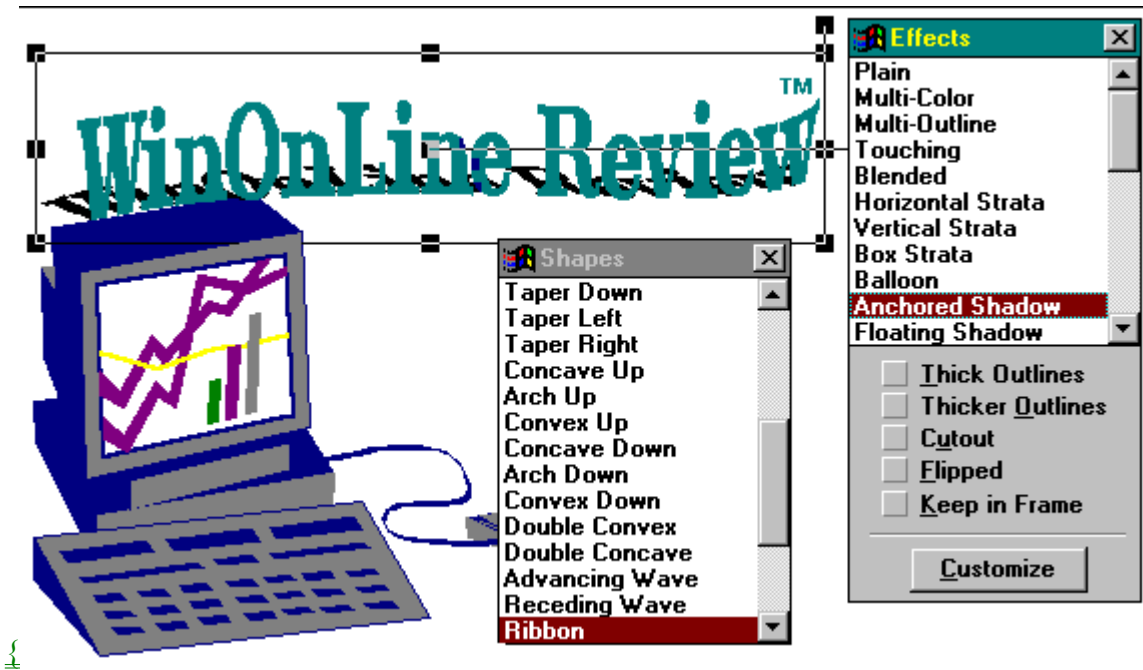 WinOnLine Review™
Effects
Plain
Multi-Color
Multi-Outline
Touching
Blended
Horizontal Strata
Vertical Strata
Box Strata
Balloon
Anchored Shadow
Floating Shadow
Thick Outlines
Thicker Outlines
Cutout
Flipped
Keep in Frame
Customize
Shapes
Taper Down
Taper Left
Taper Right
Concave Up
Arch Up
Convex Up
Concave Down
Arch Down
Convex Down
Double Convex
Double Concave
Advancing Wave
Receding Wave
Ribbon